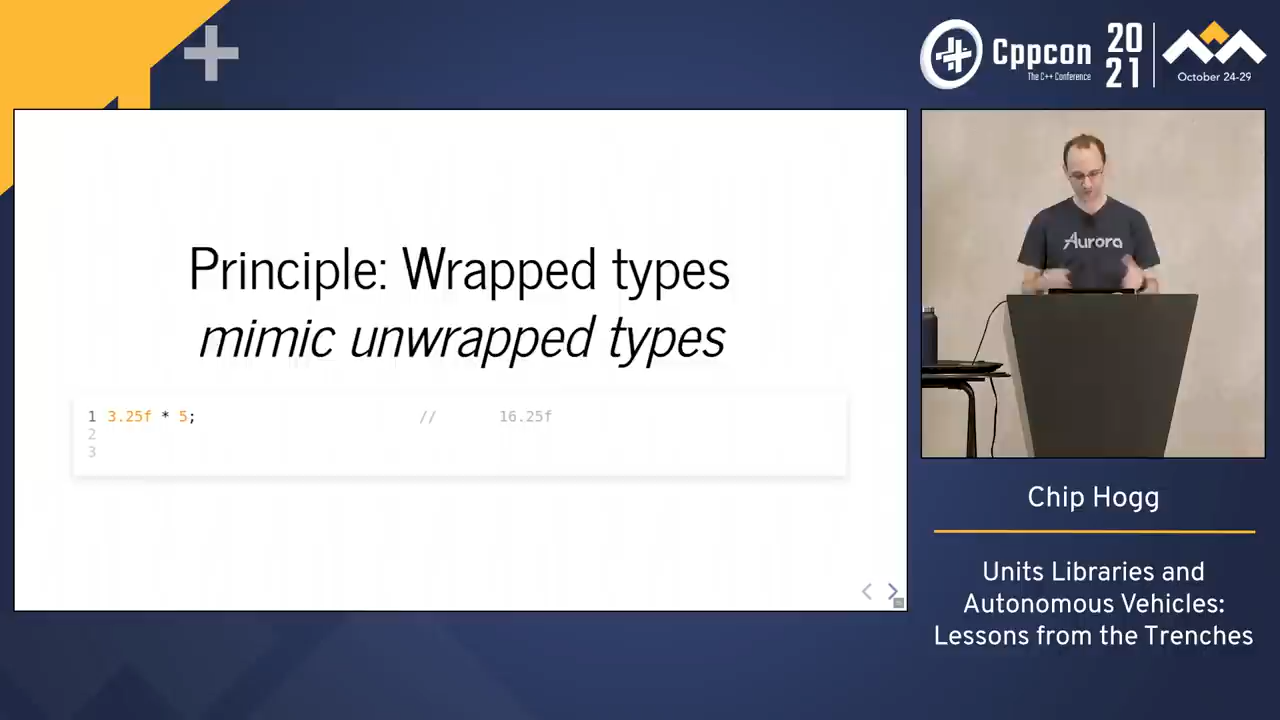 Cppcon
The C++ Conference
20
21
October 24-29
Principle: Wrapped types
mimic unwrapped types
1 3.25f * 5; // 16.25f
2
3
Aurora
Chip Hogg
Units Libraries and
Autonomous Vehicles:
Lessons from the Trenches